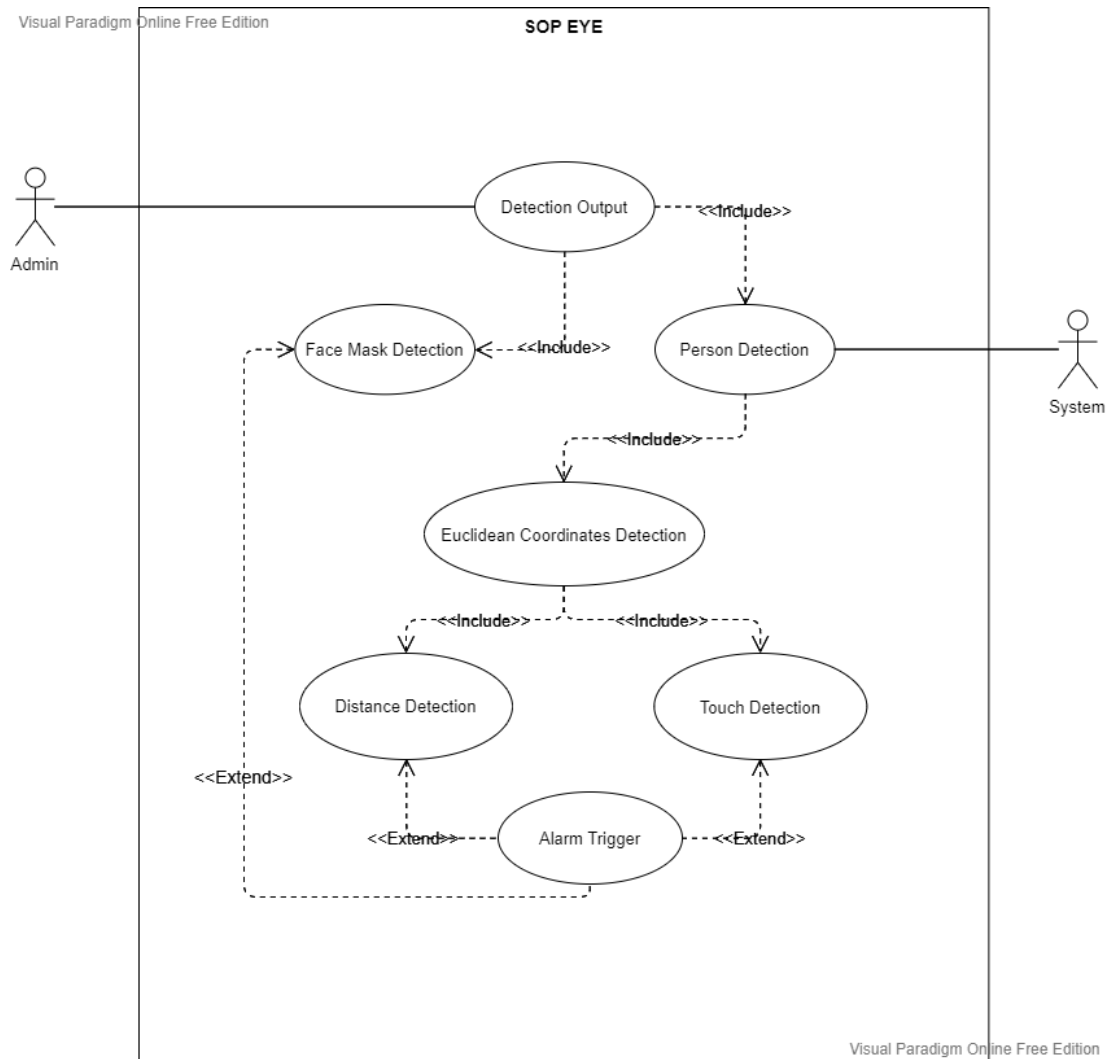 Visual Paradigm Online Free Edition
SOP EYE
Detection Output
<<Include>>
Admin
Face Mask Detection
<<Include>>
Person Detection
System
<<Include>>
Euclidean Coordinates Detection
<<Include>>
<<Include>>
Distance Detection
Touch Detection
<<Extend>>
<<Extend>>
Alarm Trigger
<<Extend>>
Visual Paradigm Online Free Edition